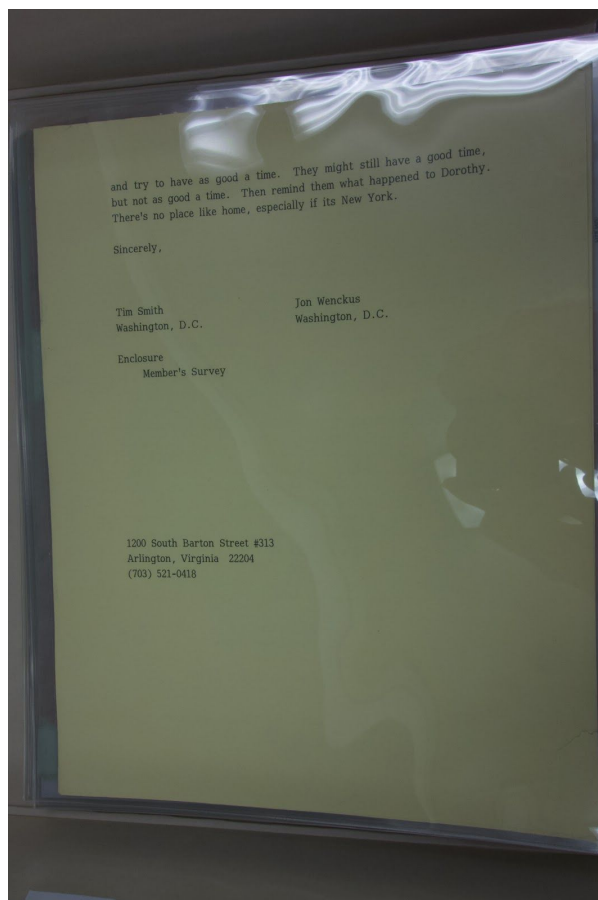 and try to have as good a time.  They might still have a good time,
but not as good a time.  Then remind them what happened to Dorothy.
There's no place like home, especially if its New York.
Sincerely,
Tim Smith
Washington, D.C.
Jon Wenckus
Washington, D.C.
Enclosure
Member's Survey
1200 South Barton Street #313
Arlington, Virginia  22204
(703) 521-0418